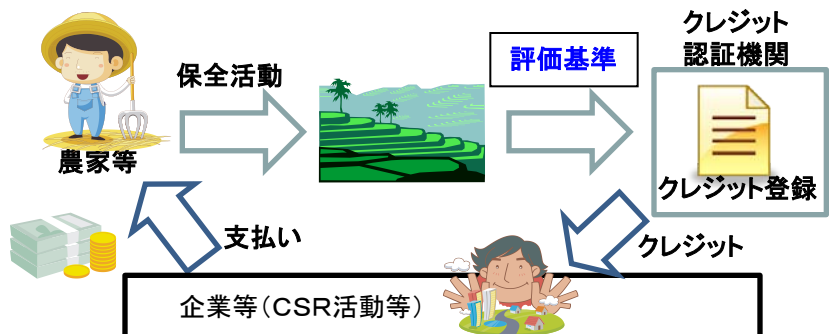 クレジット
認証機関
評価基準
保全活動
農家等
クレジット登録
支払い
クレジット
企業等(CSR活動等)